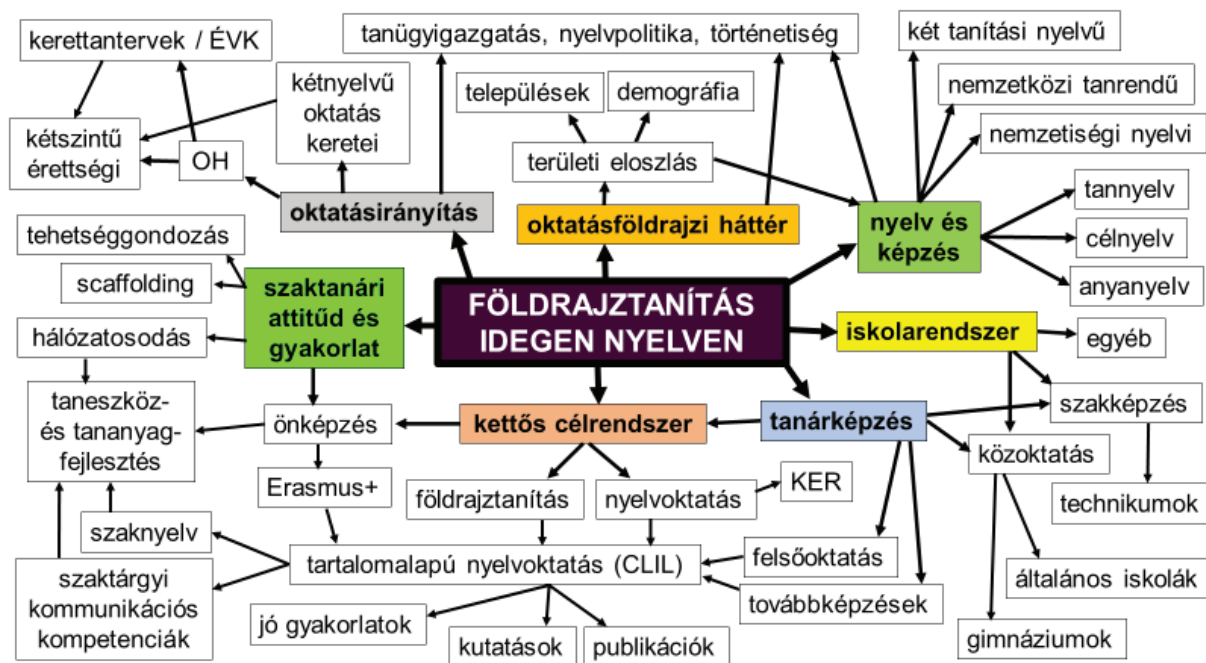 kerettantervek / ÉVK
tanügyigazgatás, nyelvpolitika, történetiség
két tanítási nyelvű
nemzetközi tanrendű
nemzetiségi nyelvi
kétnyelvű
oktatás
keretei
települések
demográfia
kétszintű
érettségi
OH
területi eloszlás
oktatásirányítás
oktatásföldrajzi háttér
nyelv és
képzés
tannyelv
célnyelv
anyanyelv
tehetséggondozás
scaffolding
hálózatosodás
szaktanári
attitűd és
gyakorlat
FÖLDRAJZTANÍTÁS
IDEGEN NYELVEN
iskolarendszer
egyéb
taneszköz-
és tananyag-
fejlesztés
önképzés
kettős célrendszer
tanárképzés
szakképzés
közoktatás
technikumok
Erasmus+
földrajztanítás
nyelvoktatás
KER
szaknyelv
tartalomalapú nyelvoktatás (CLIL)
felsőoktatás
általános iskolák
szaktárgyi
kommunikációs
kompetenciák
továbbképzések
jó gyakorlatok
kutatások
publikációk
gimnáziumok